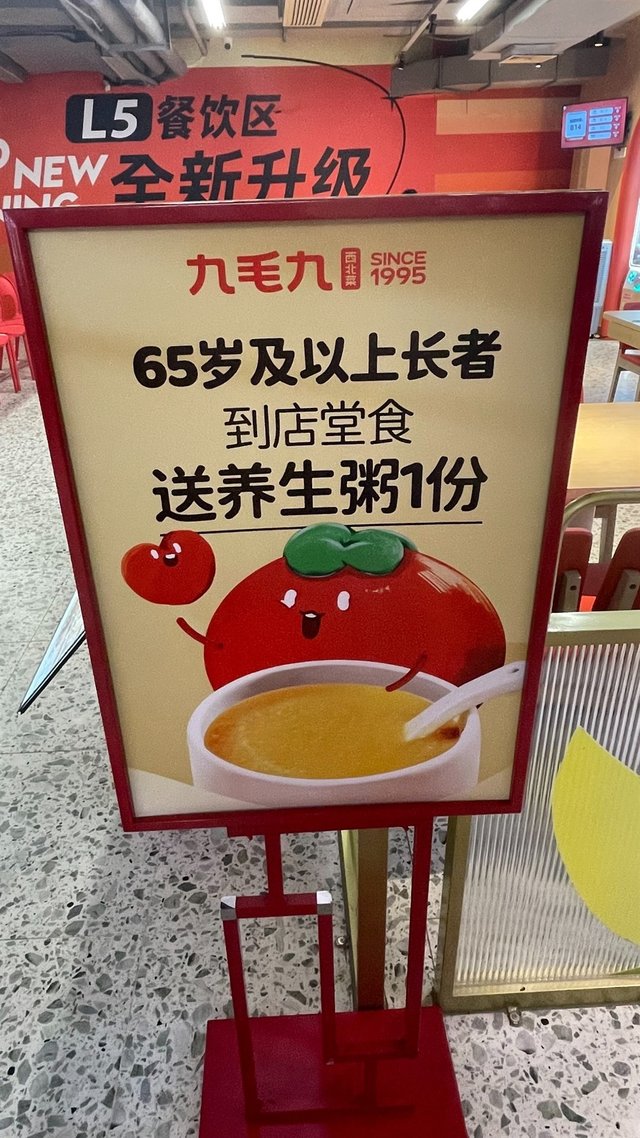 L5 餐饮区
NEW
全新升级
九毛九 西北菜 SINCE 1995
65岁及以上长者
到店堂食
送养生粥1份